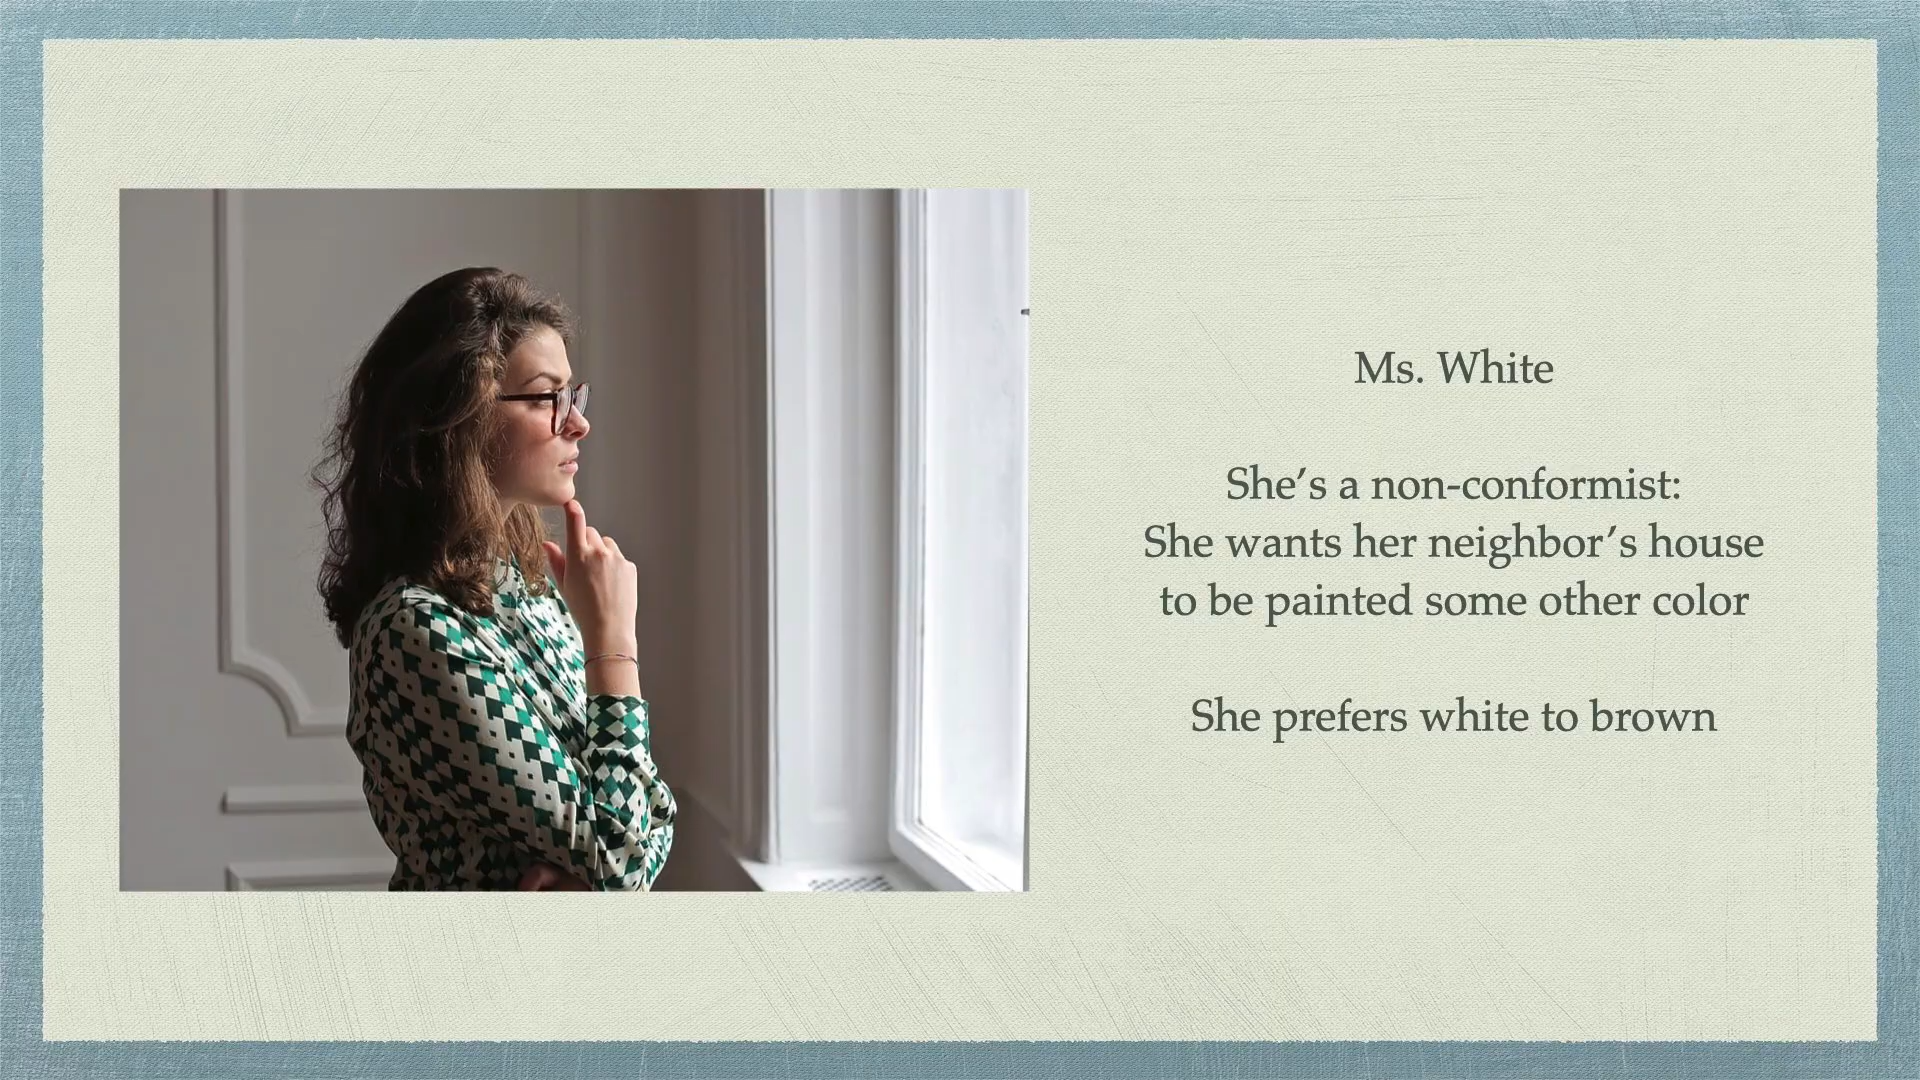 Ms. White
She’s a non-conformist:
She wants her neighbor’s house
to be painted some other color
She prefers white to brown